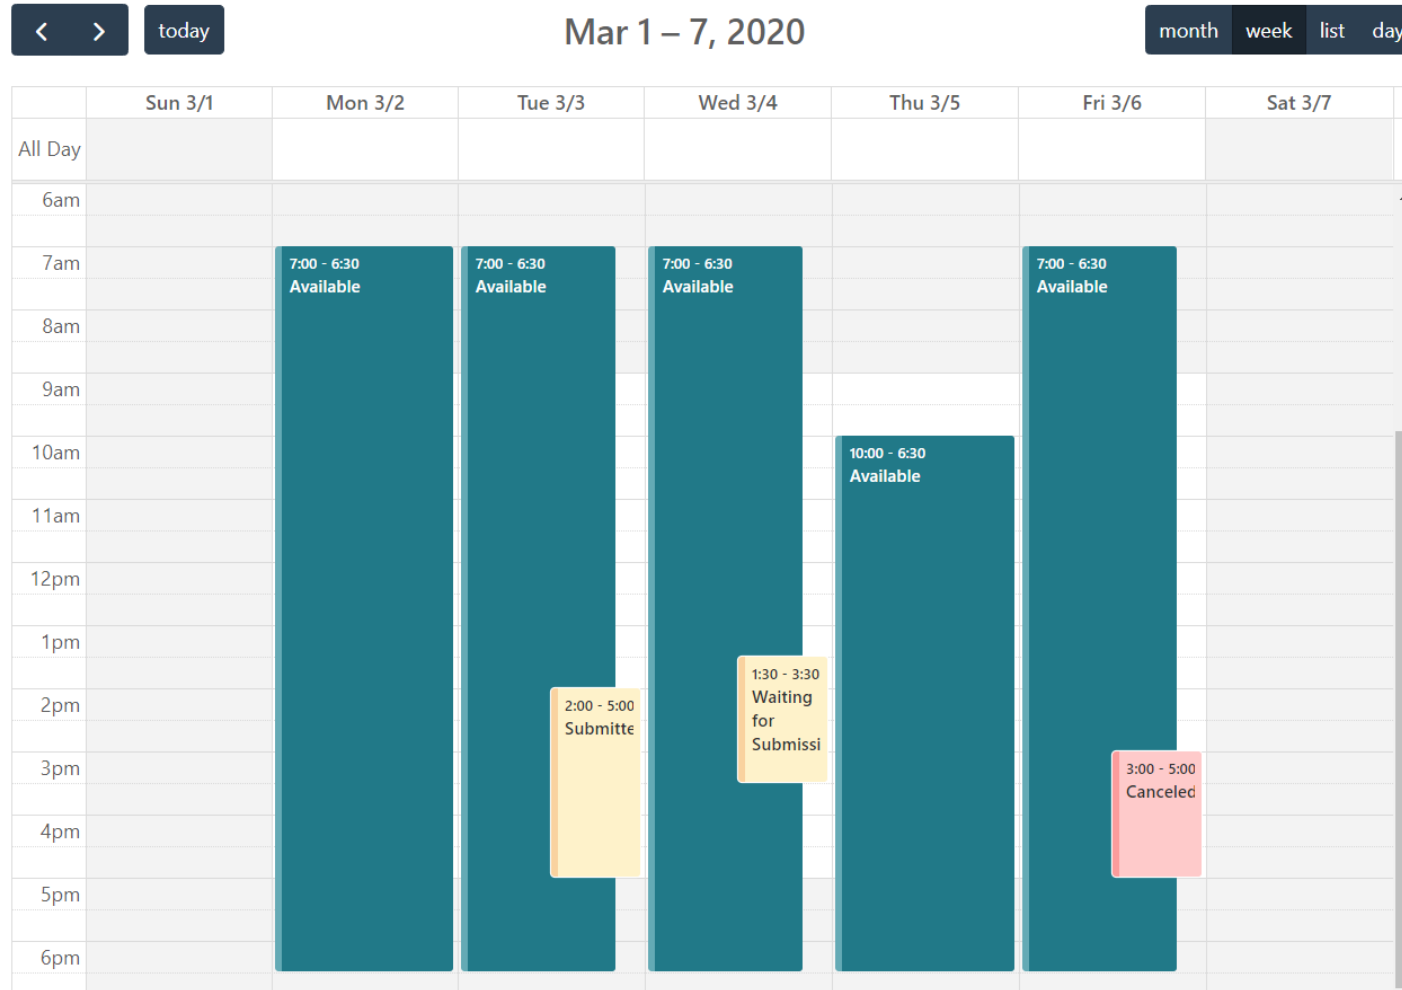 today
Mar 1 – 7, 2020
month week list day
Sun 3/1 Mon 3/2 Tue 3/3 Wed 3/4 Thu 3/5 Fri 3/6 Sat 3/7
All Day
6am
7am
7:00 - 6:30
Available
7:00 - 6:30
Available
7:00 - 6:30
Available
7:00 - 6:30
Available
8am
9am
10am
10:00 - 6:30
Available
11am
12pm
1pm
1:30 - 3:30
Waiting
for
Submissi
2pm
2:00 - 5:00
Submitte
3pm
3:00 - 5:00
Canceled
4pm
5pm
6pm